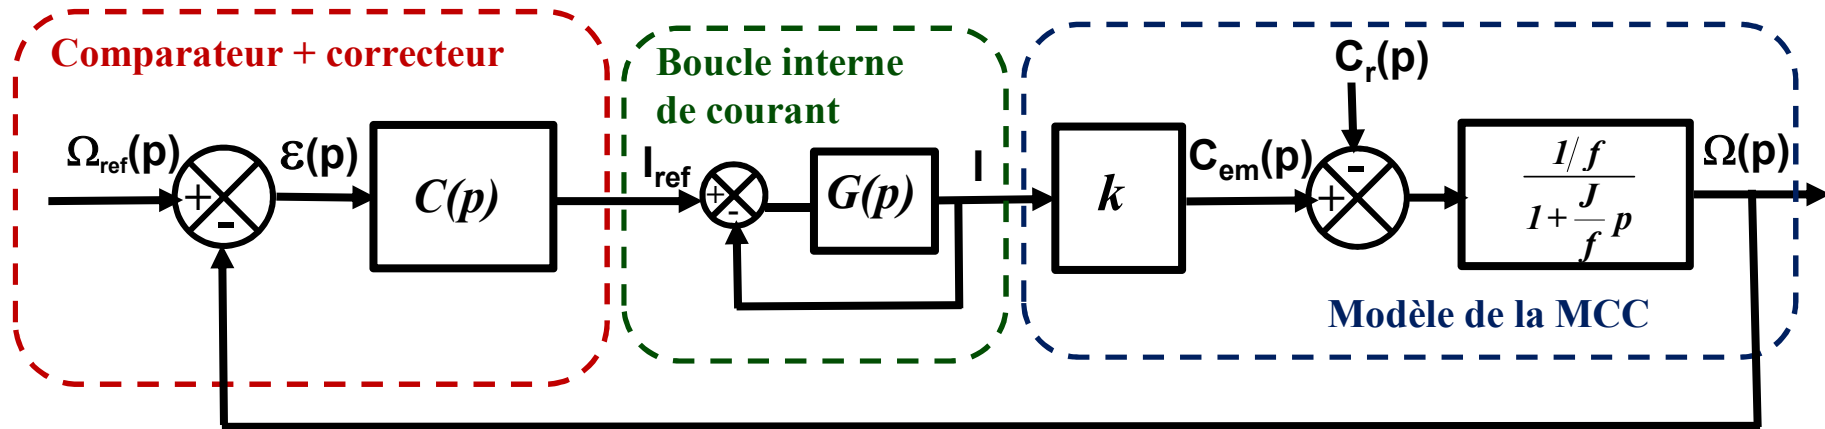 Comparateur + correcteur
Ωref(p)
+
-
ε(p)
C(p)
Boucle interne
de courant
Iref
+
-
G(p)
I
k
Cem(p)
Cr(p)
-
+
1/f
1+ J/f p
Ω(p)
Modèle de la MCC